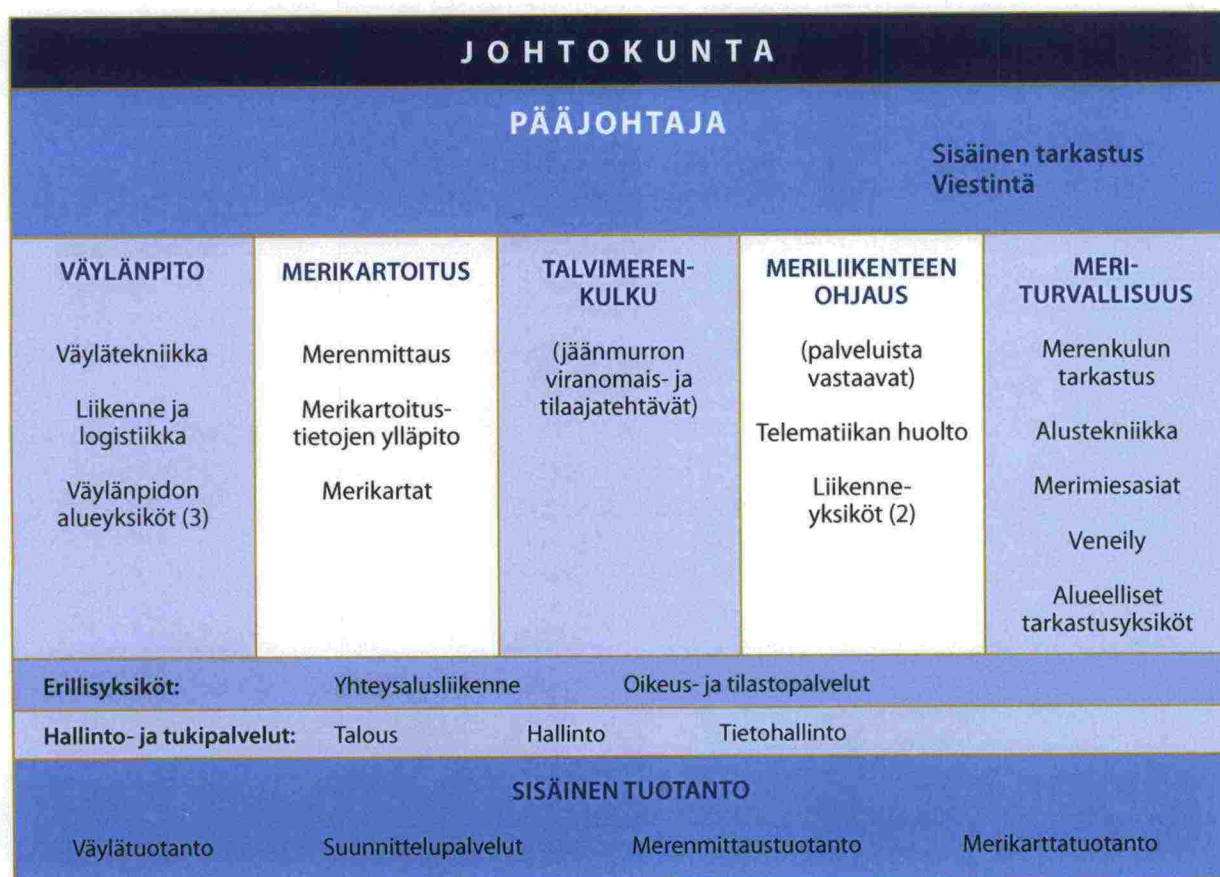 JOHTOKUNTA
PÄÄJOHTAJA
Sisäinen tarkastus
Viestintä
VÄYLÄNPITO
Väylätekniikka
Liikenne ja
logistiikka
Väylänpidon
alueyksiköt (3)
MERIKARTOITUS
Merenmittaus
Merikartoitus-
tietojen ylläpito
Merikartat
TALVIMEREN-
KULKU
(jäänmurron
viranomais- ja
tilaajatehtävät)
MERILIIKENTEEN
OHJAUS
(palveluista
vastaavat)
Telematiikan huolto
Liikenne-
yksiköt (2)
MERI-
TURVALLISUUS
Merenkulun
tarkastus
Alustekniikka
Merimiesasiat
Veneily
Alueelliset
tarkastusyksiköt
Erillisyksiköt: Yhteysalusliikenne Oikeus- ja tilastopalvelut
Hallinto- ja tukipalvelut: Talous Hallinto Tietohallinto
SISÄINEN TUOTANTO
Väylätuotanto Suunnittelupalvelut Merenmittaustuotanto Merikarttatuotanto